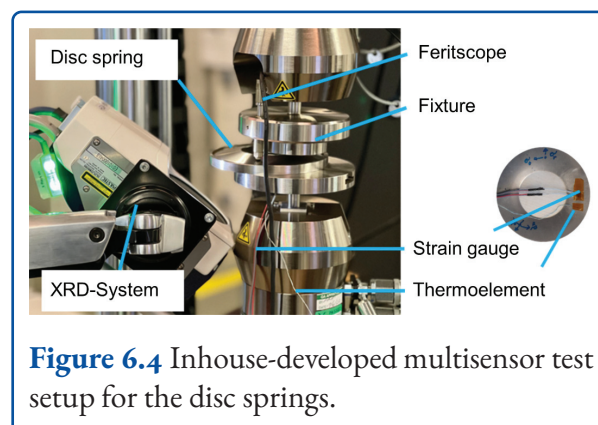 Disc spring
Feritscope
Fixture
Strain gauge
XRD-System
Thermoelement
Figure 6.4 Inhouse-developed multisensor test
setup for the disc springs.